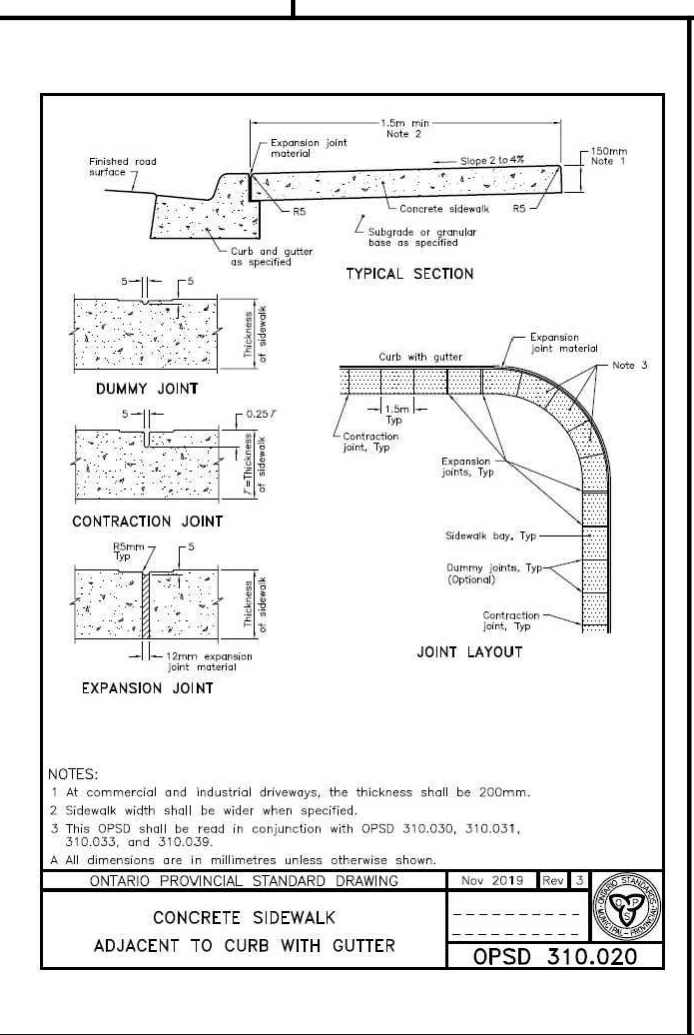 1.5m min
Note 2
Expansion joint
material
150mm
Note 1
Finished road
surface
Slope 2 to 4%
R5
Concrete sidewalk
R5
Subgrade or granular
base as specified
Curb and gutter
as specified
TYPICAL SECTION
5
5
Thickness
of sidewalk
DUMMY JOINT
5
0.25T
T=Thickness
of sidewalk
CONTRACTION JOINT
R5mm
Typ
5
Thickness
of sidewalk
12mm expansion
joint material
EXPANSION JOINT
Expansion
joint material
Curb with gutter
Note 3
1.5m
Typ
Contraction
joint, Typ
Expansion
joints, Typ
Sidewalk bay, Typ
Dummy joints, Typ
(Optional)
Contraction
joint, Typ
JOINT LAYOUT
NOTES:
1 At commercial and industrial driveways, the thickness shall be 200mm.
2 Sidewalk width shall be wider when specified.
3 This OPSD shall be read in conjunction with OPSD 310.030, 310.031,
310.033, and 310.039.
A All dimensions are in millimetres unless otherwise shown.
ONTARIO PROVINCIAL STANDARD DRAWING
Nov 2019 Rev 3
CONCRETE SIDEWALK
ADJACENT TO CURB WITH GUTTER
ONTARIO STANDARDS
MUNICIPAL - PROVINCIAL
O P
S
OPSD 310.020